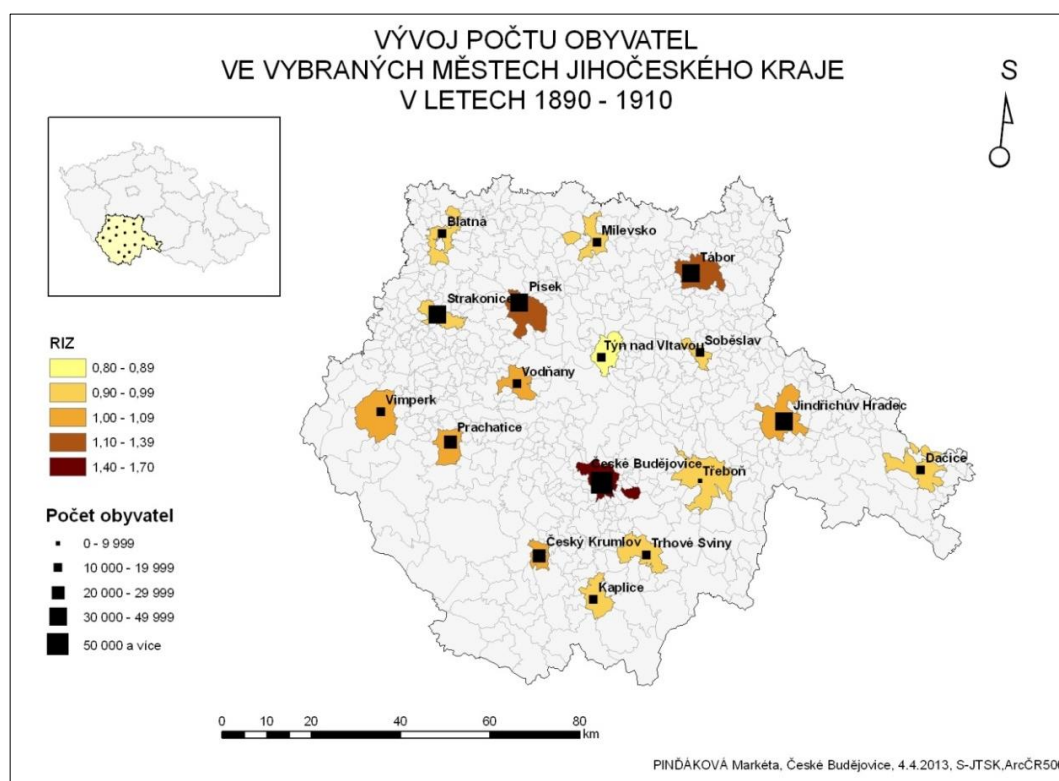 VÝVOJ POČTU OBYVATEL
VE VYBRANÝCH MĚSTECH JIHOČESKÉHO KRAJE
V LETECH 1890 - 1910
S
Blatná
Milevsko
Tábor
Písek
Strakonice
Týn nad Vltavou
Soběslav
Vodňany
Vimperk
Jindřichův Hradec
Prachatice
České Budějovice
Třeboň
Dačice
Český Krumlov
Trhové Sviny
Kaplice
RIZ
0,80 - 0,89
0,90 - 0,99
1,00 - 1,09
1,10 - 1,39
1,40 - 1,70
Počet obyvatel
0 - 9 999
10 000 - 19 999
20 000 - 29 999
30 000 - 49 999
50 000 a více
0 10 20 40 60 80
km
PINĎÁKOVÁ Markéta, České Budějovice, 4.4.2013, S-JTSK,ArcČR500